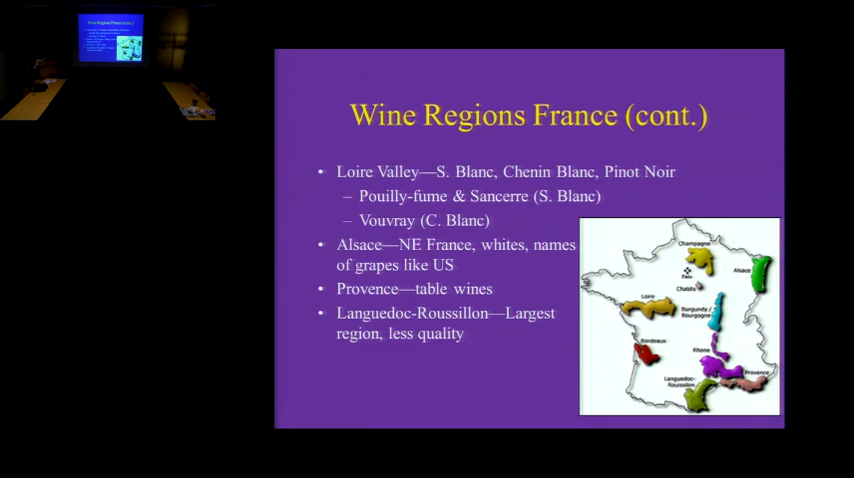 Wine Regions France (cont.)
• Loire Valley—S. Blanc, Chenin Blanc, Pinot Noir
– Pouilly-fume & Sancerre (S. Blanc)
– Vouvray (C. Blanc)
• Alsace—NE France, whites, names
of grapes like US
• Provence—table wines
• Languedoc-Roussillon—Largest
region, less quality
Champagne
Alsace
Paris
Chablis
Loire
Burgundy /
Bourgogne
Bordeaux
Rhone
Provence
Languedoc-
Roussillon